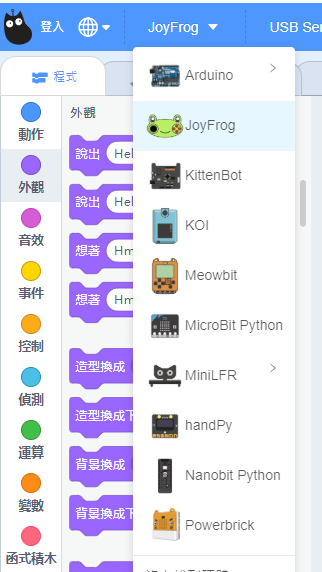 登入
JoyFrog
USB Ser
程式
動作
外觀
音效
事件
控制
偵測
運算
變數
函式積木
外觀
說出 Hel
說出 Hel
想著 Hm
想著 Hm
造型換成
造型換成下
背景換成
背景換成下
Arduino
JoyFrog
KittenBot
KOI
Meowbit
MicroBit Python
MiniLFR
handPy
Nanobit Python
Powerbrick